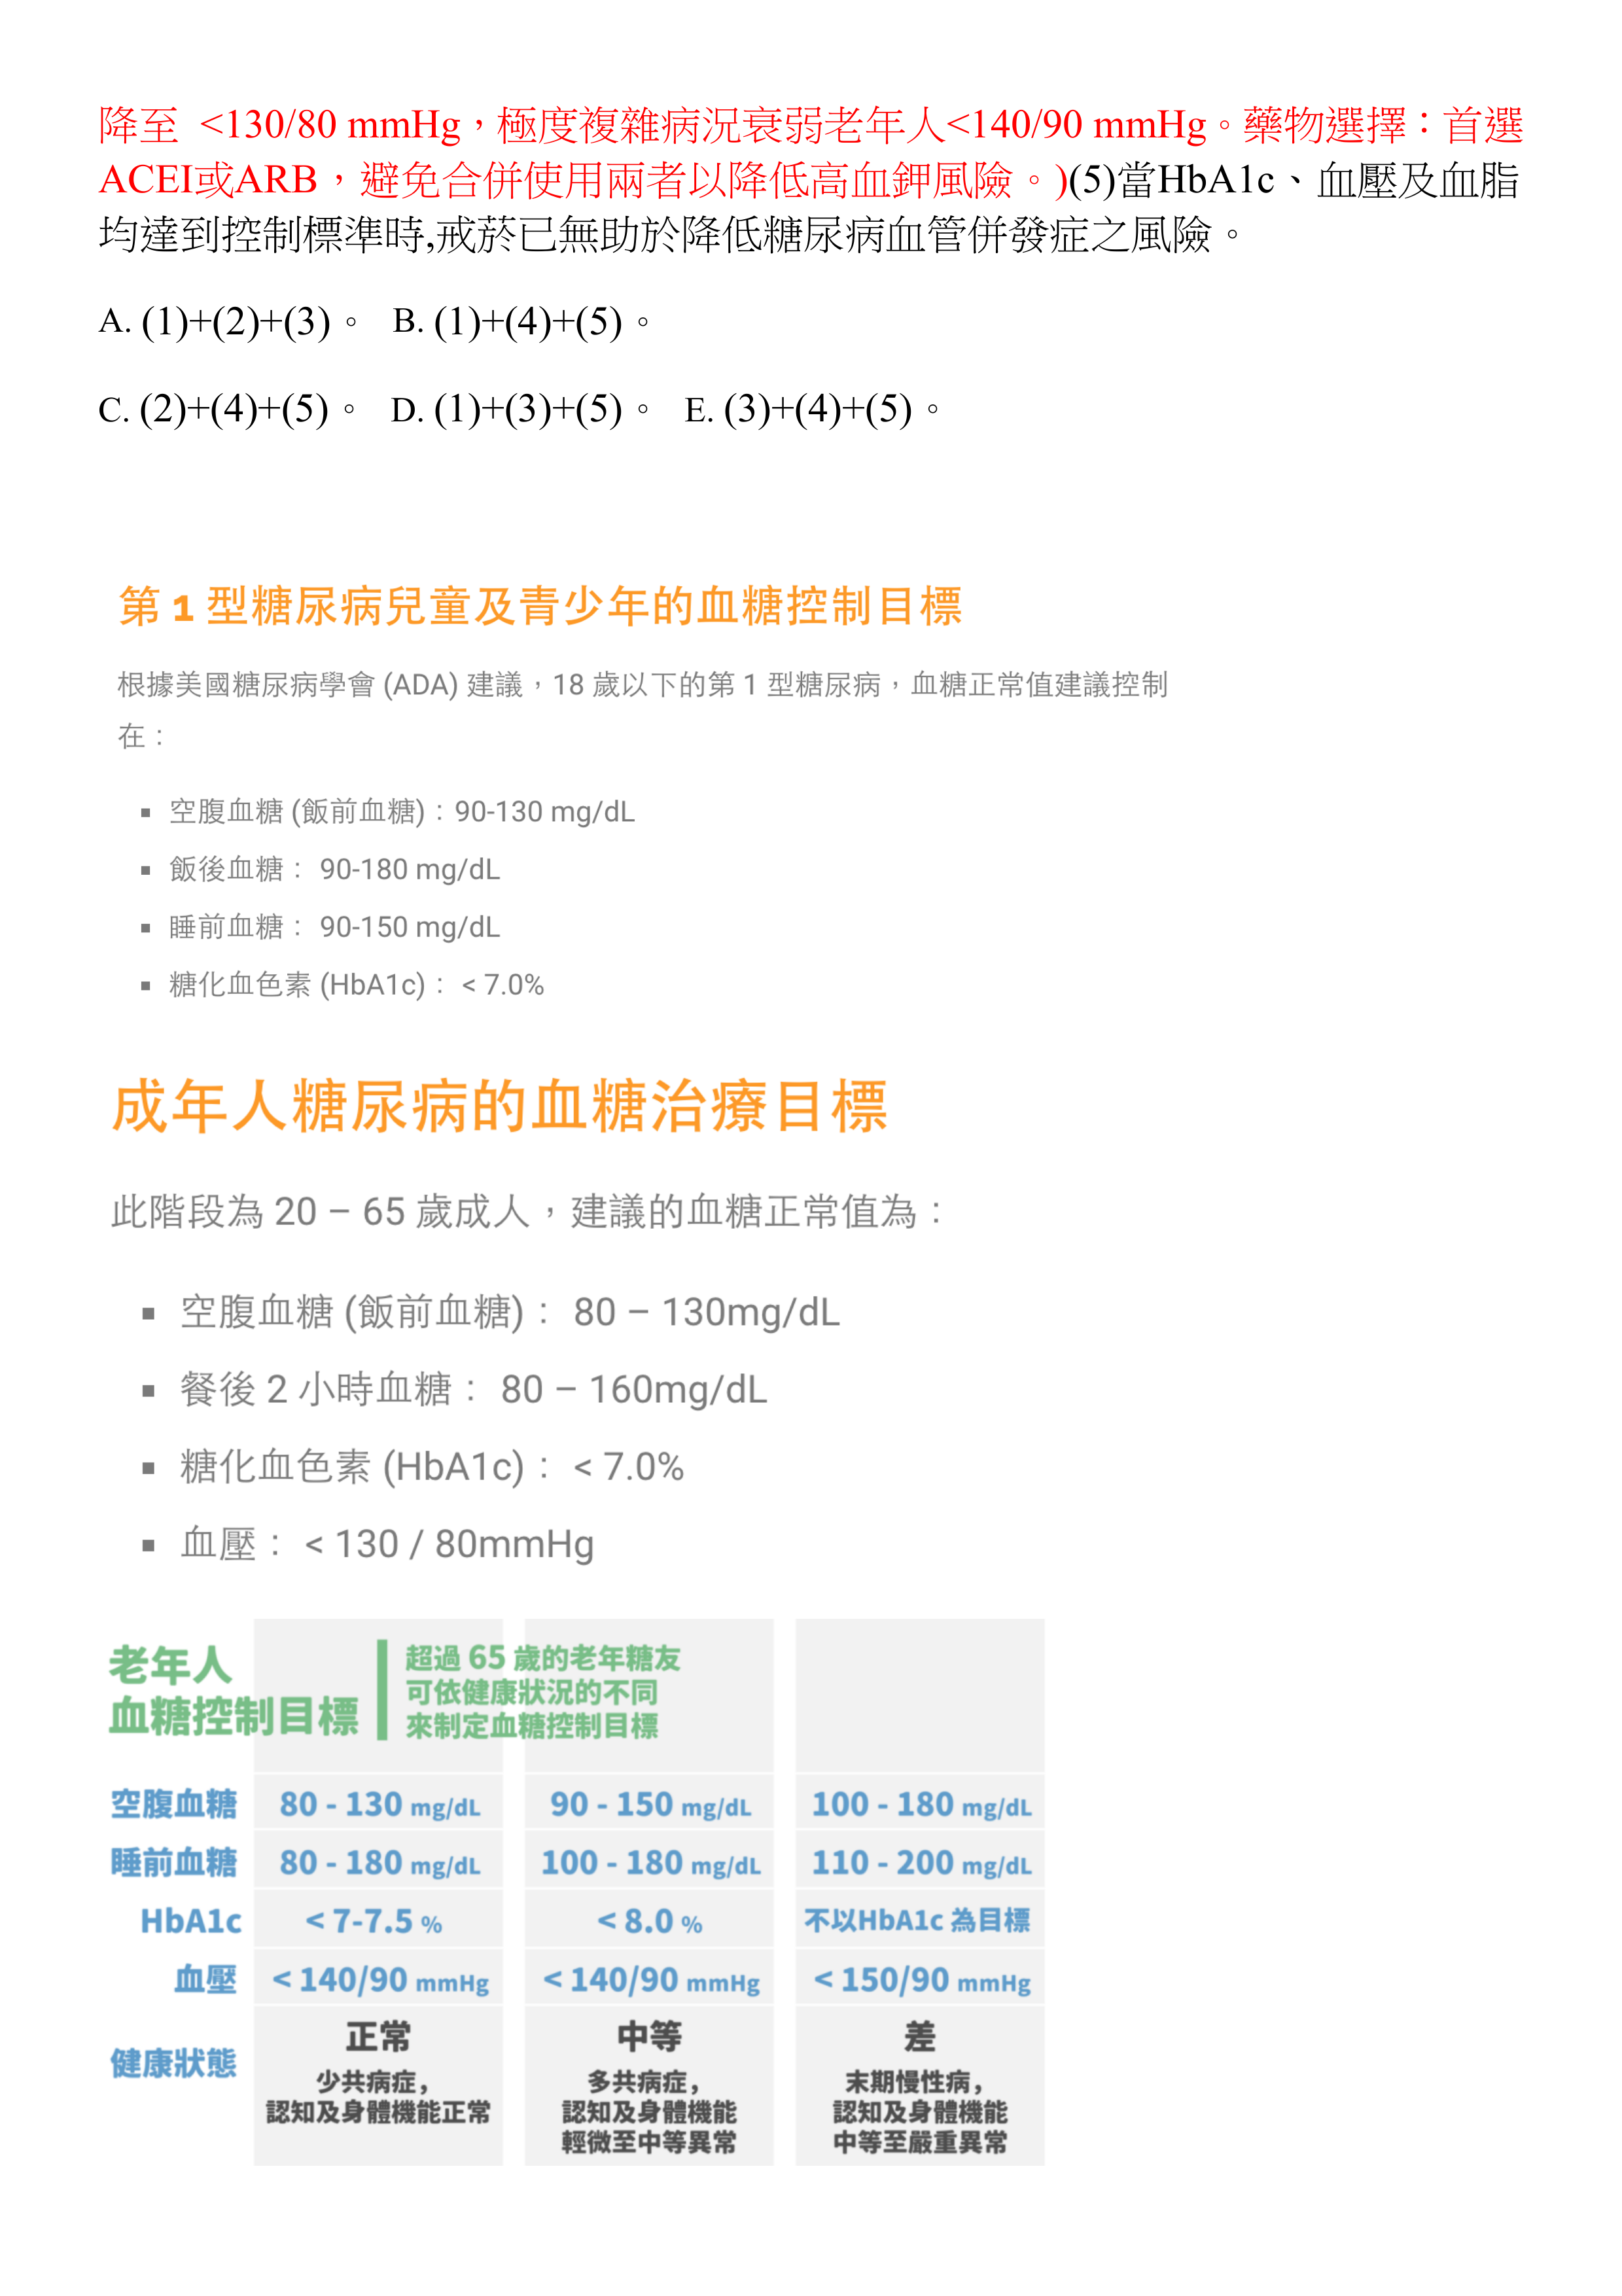 降至 <130/80 mmHg，極度複雜病況衰弱老年人<140/90 mmHg。藥物選擇：首選
ACEI或ARB，避免合併使用兩者以降低高血鉀風險。)(5)當HbA1c、血壓及血脂
均達到控制標準時,戒菸已無助於降低糖尿病血管併發症之風險。
A. (1)+(2)+(3)。 B. (1)+(4)+(5)。
C. (2)+(4)+(5)。 D. (1)+(3)+(5)。 E. (3)+(4)+(5)。
第 1 型糖尿病兒童及青少年的血糖控制目標
根據美國糖尿病學會 (ADA) 建議，18 歲以下的第 1 型糖尿病，血糖正常值建議控制
在：
▪ 空腹血糖 (飯前血糖)：90-130 mg/dL
▪ 飯後血糖： 90-180 mg/dL
▪ 睡前血糖： 90-150 mg/dL
▪ 糖化血色素 (HbA1c)： < 7.0%
成年人糖尿病的血糖治療目標
此階段為 20 – 65 歲成人，建議的血糖正常值為：
▪ 空腹血糖 (飯前血糖)： 80 – 130mg/dL
▪ 餐後 2 小時血糖： 80 – 160mg/dL
▪ 糖化血色素 (HbA1c)： < 7.0%
▪ 血壓： < 130 / 80mmHg
老年人
血糖控制目標
超過 65 歲的老年糖友
可依健康狀況的不同
來制定血糖控制目標
空腹血糖 80 - 130 mg/dL 90 - 150 mg/dL 100 - 180 mg/dL
睡前血糖 80 - 180 mg/dL 100 - 180 mg/dL 110 - 200 mg/dL
HbA1c < 7-7.5 % < 8.0 % 不以HbA1c 為目標
血壓 < 140/90 mmHg < 140/90 mmHg < 150/90 mmHg
健康狀態
正常
少共病症，
認知及身體機能正常
中等
多共病症，
認知及身體機能
輕微至中等異常
差
末期慢性病，
認知及身體機能
中等至嚴重異常